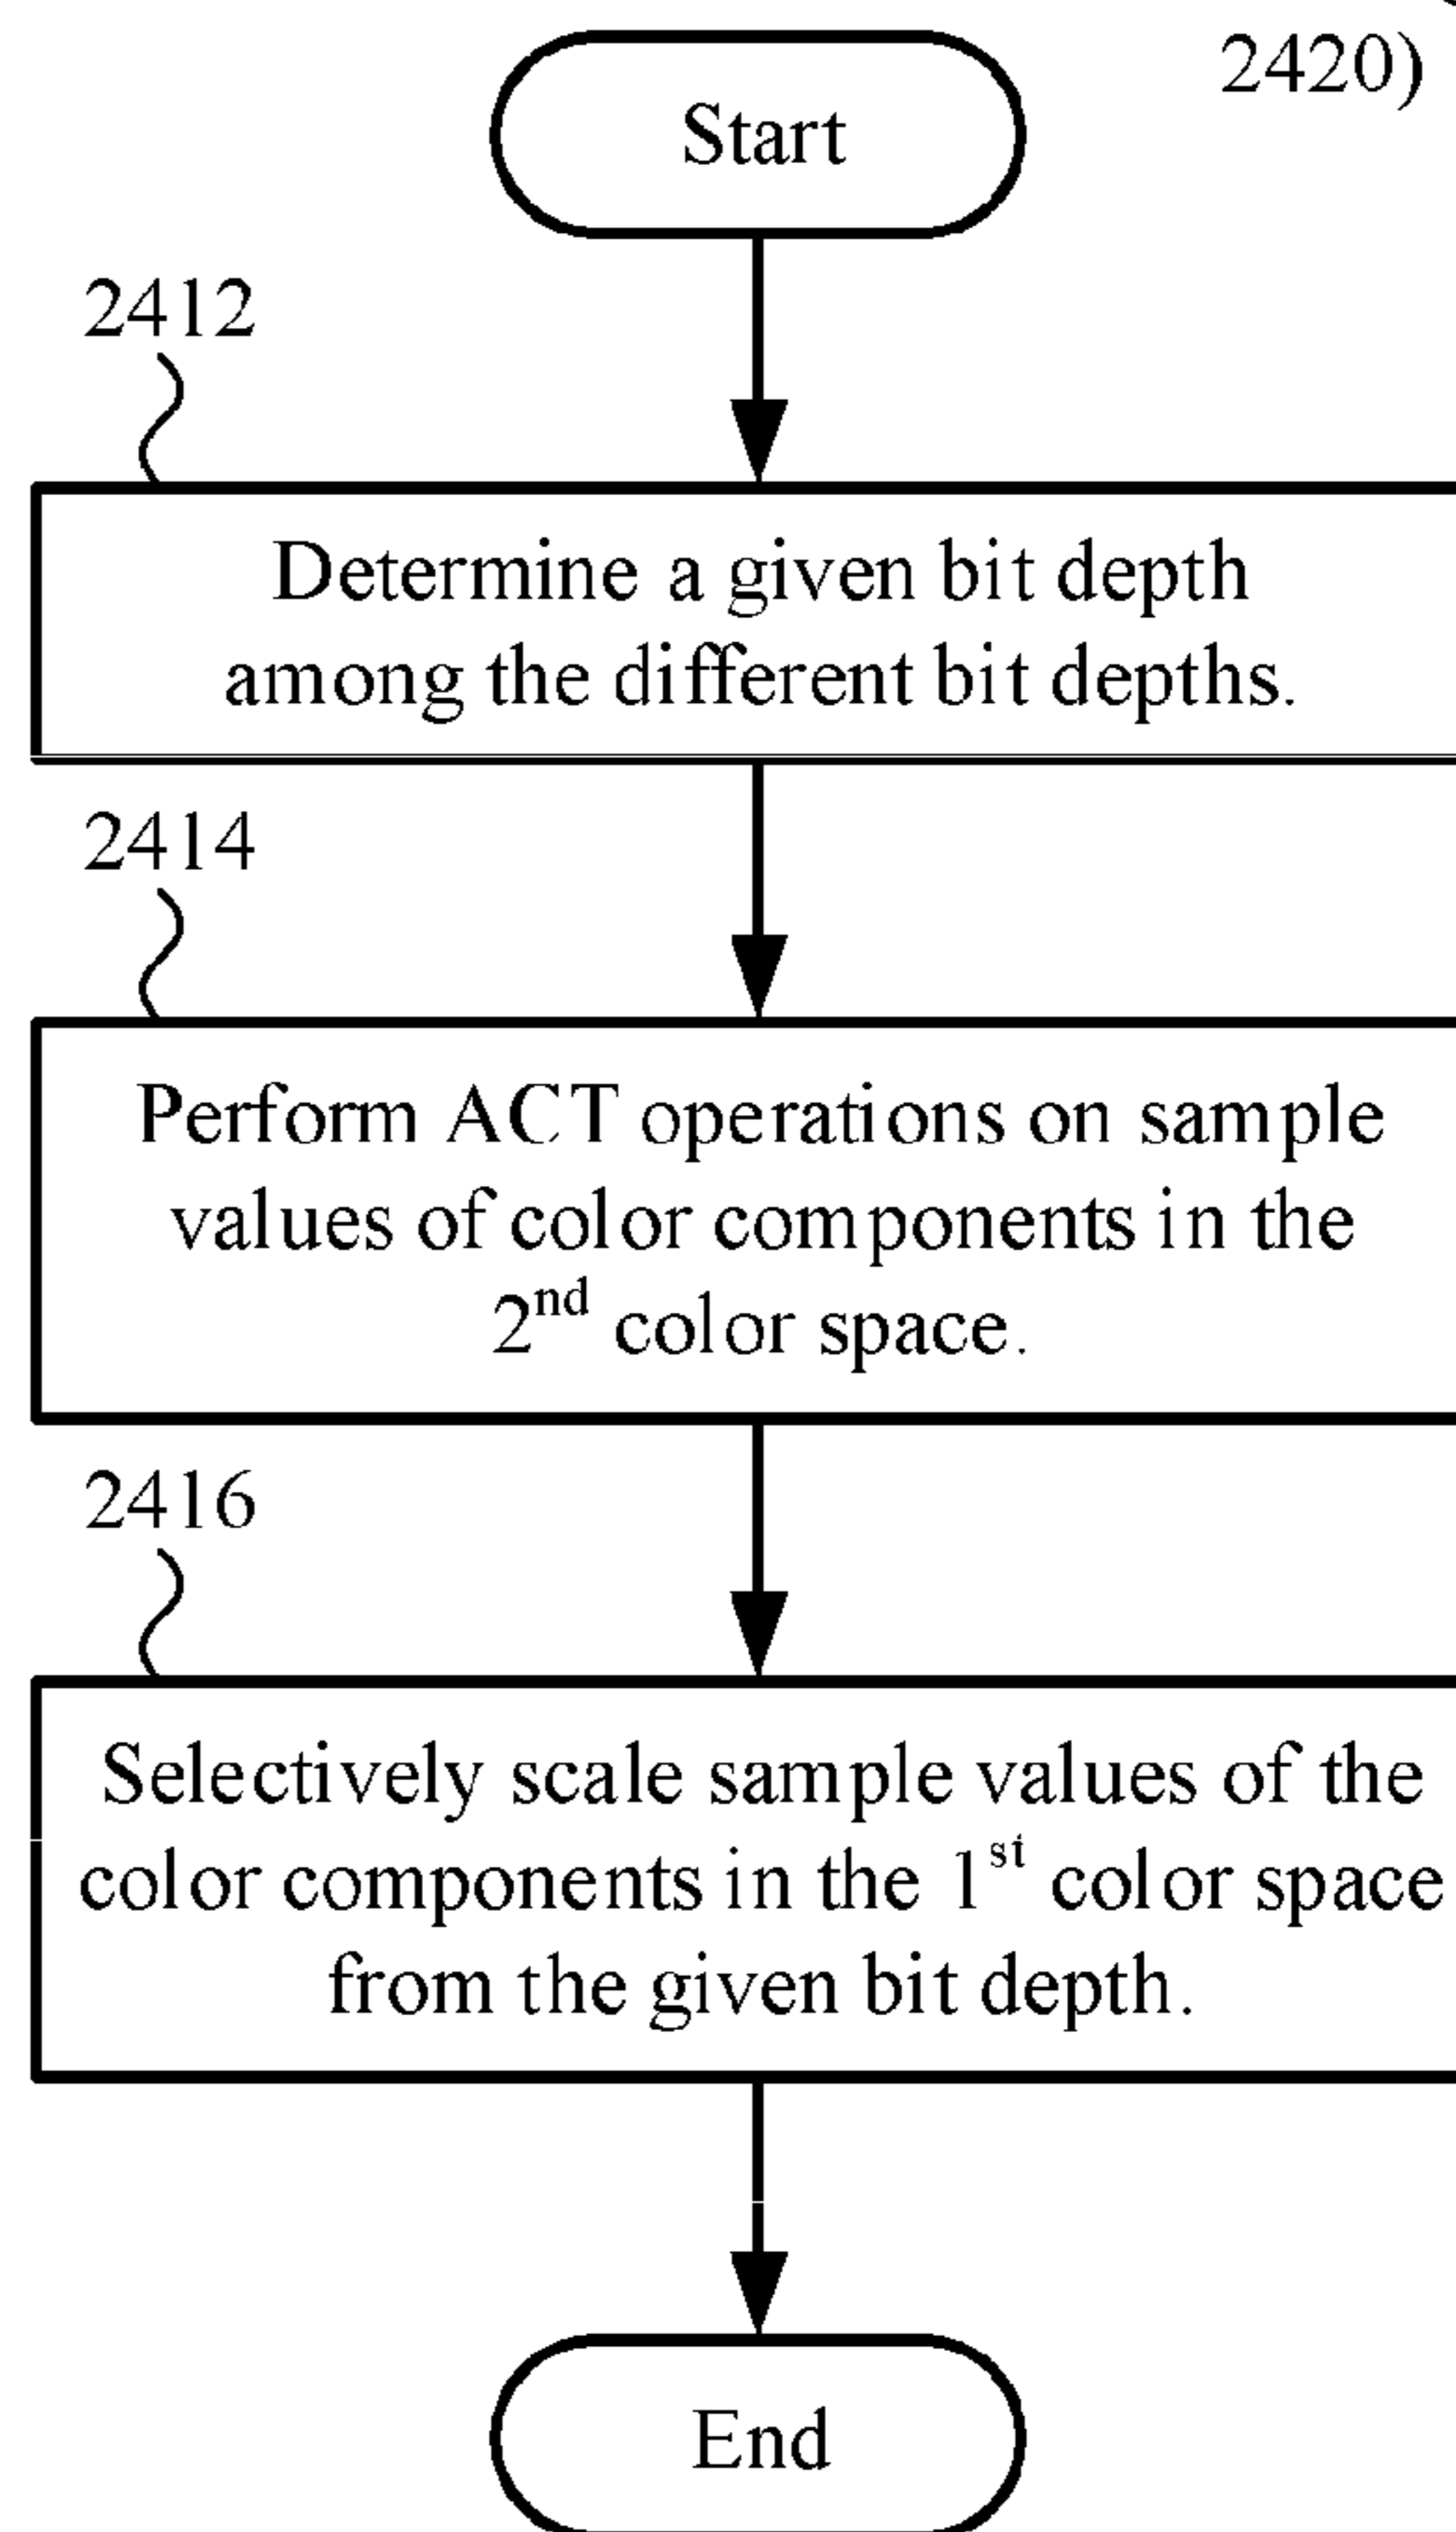 2420)
Start
2412
Determine a given bit depth
among the different bit depths.
2414
Perform ACT operations on sample
values of color components in the
2nd color space.
2416
Selectively scale sample values of the
color components in the 1st color space
from the given bit depth.
End